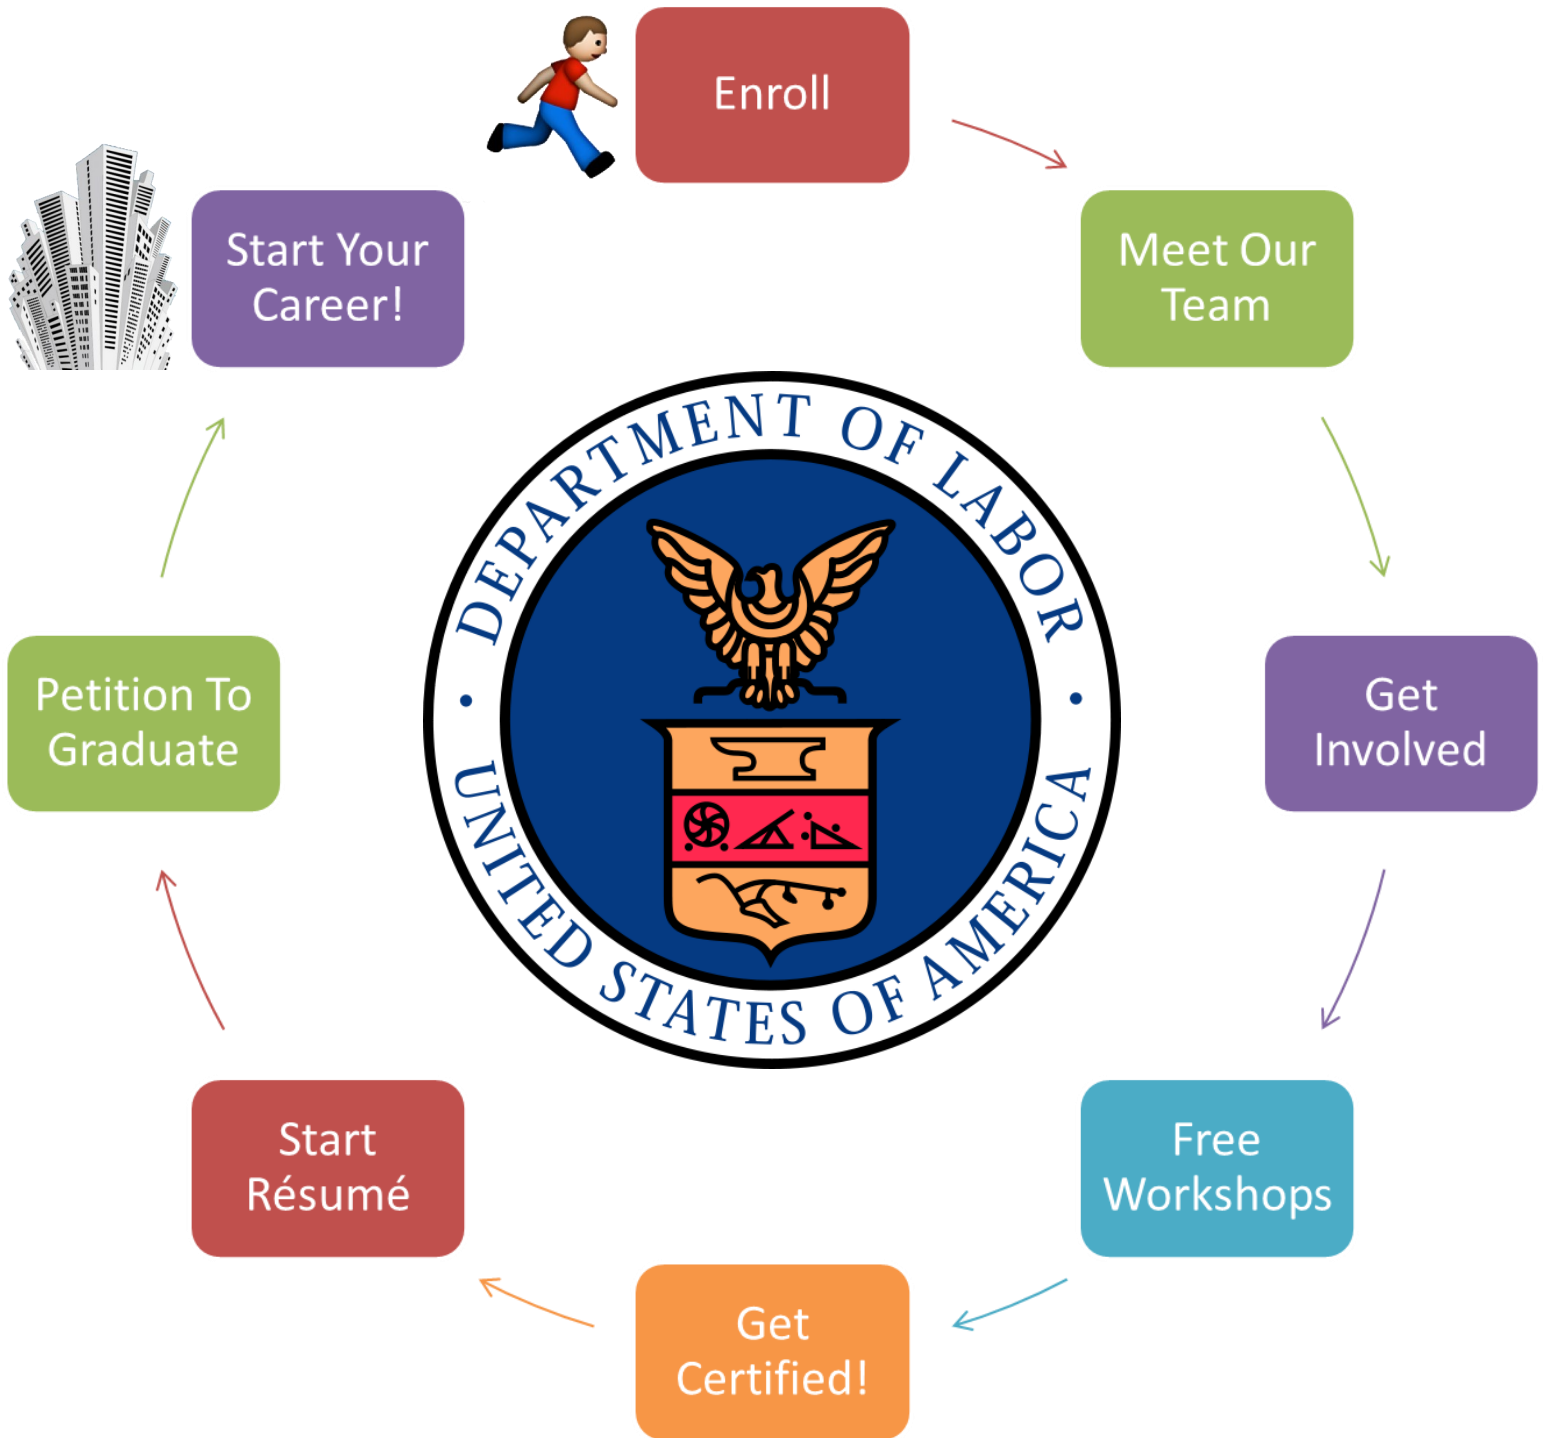 Enroll
Meet Our
Team
Get
Involved
Free
Workshops
Get
Certified!
Start
Résumé
Petition To
Graduate
Start Your
Career!
DEPARTMENT OF LABOR
UNITED STATES OF AMERICA